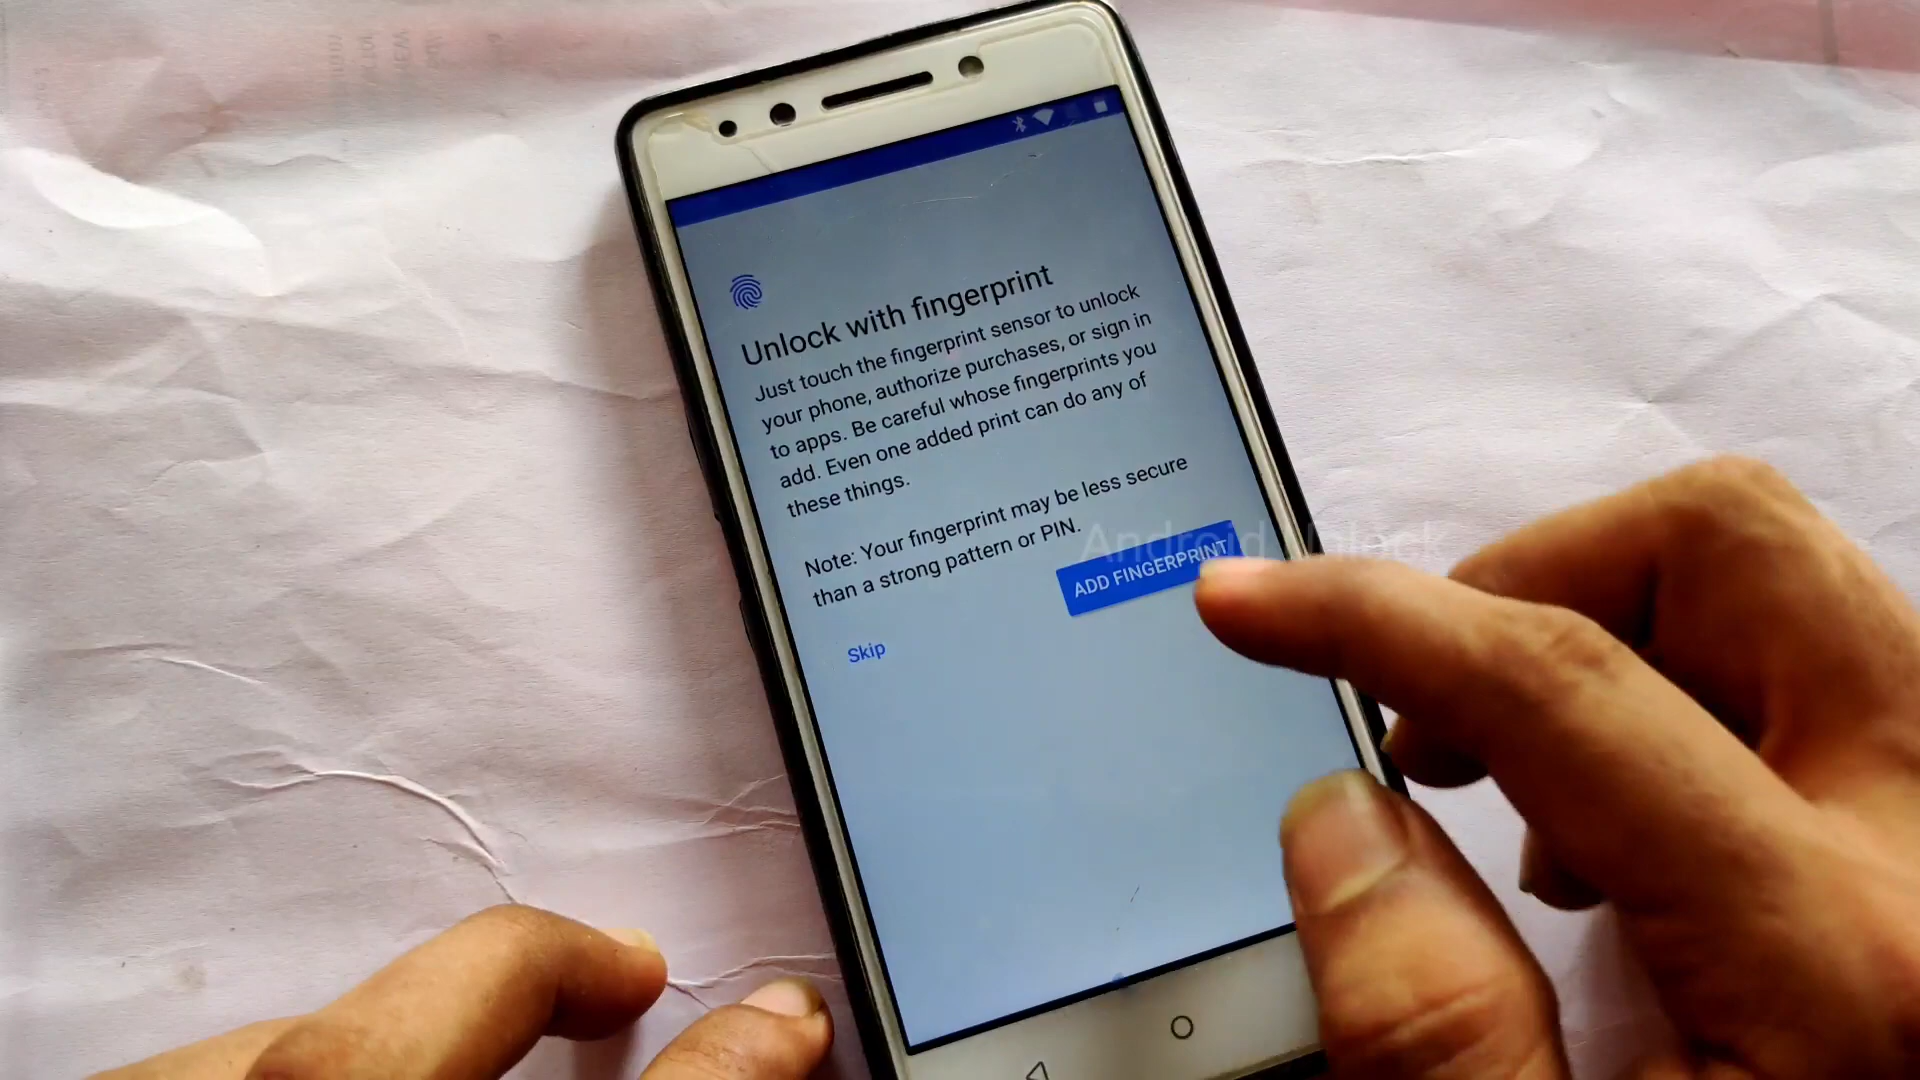 Unlock with fingerprint
Just touch the fingerprint sensor to unlock
your phone, authorize purchases, or sign in
to apps. Be careful whose fingerprints you
add. Even one added print can do any of
these things.
Note: Your fingerprint may be less secure
than a strong pattern or PIN.
Android Unlock
ADD FINGERPRINT
Skip